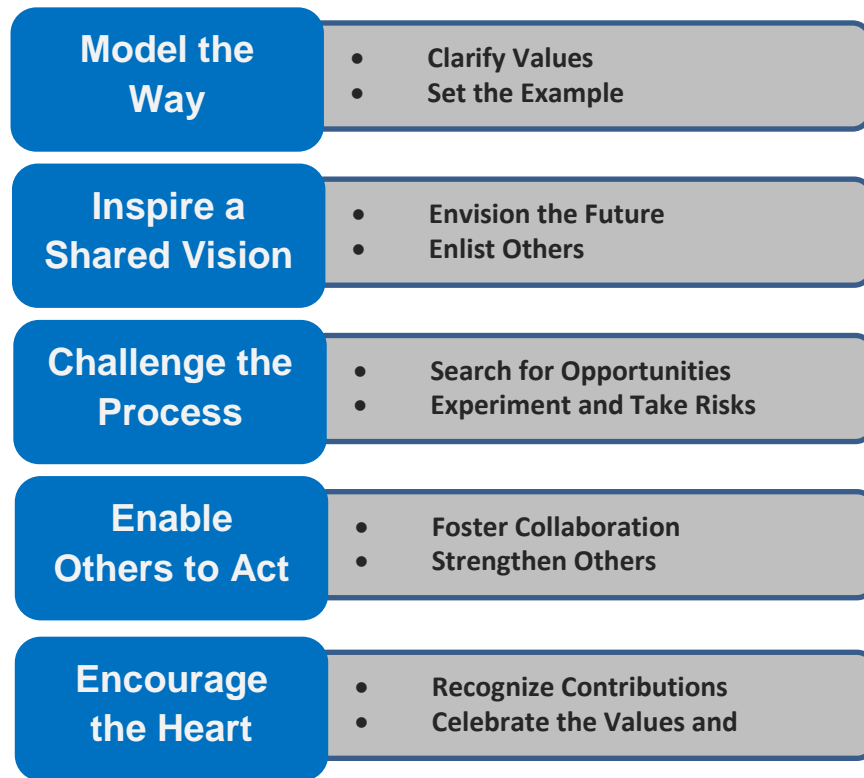 Model the
Way
• Clarify Values
• Set the Example
Inspire a
Shared Vision
• Envision the Future
• Enlist Others
Challenge the
Process
• Search for Opportunities
• Experiment and Take Risks
Enable
Others to Act
• Foster Collaboration
• Strengthen Others
Encourage
the Heart
• Recognize Contributions
• Celebrate the Values and